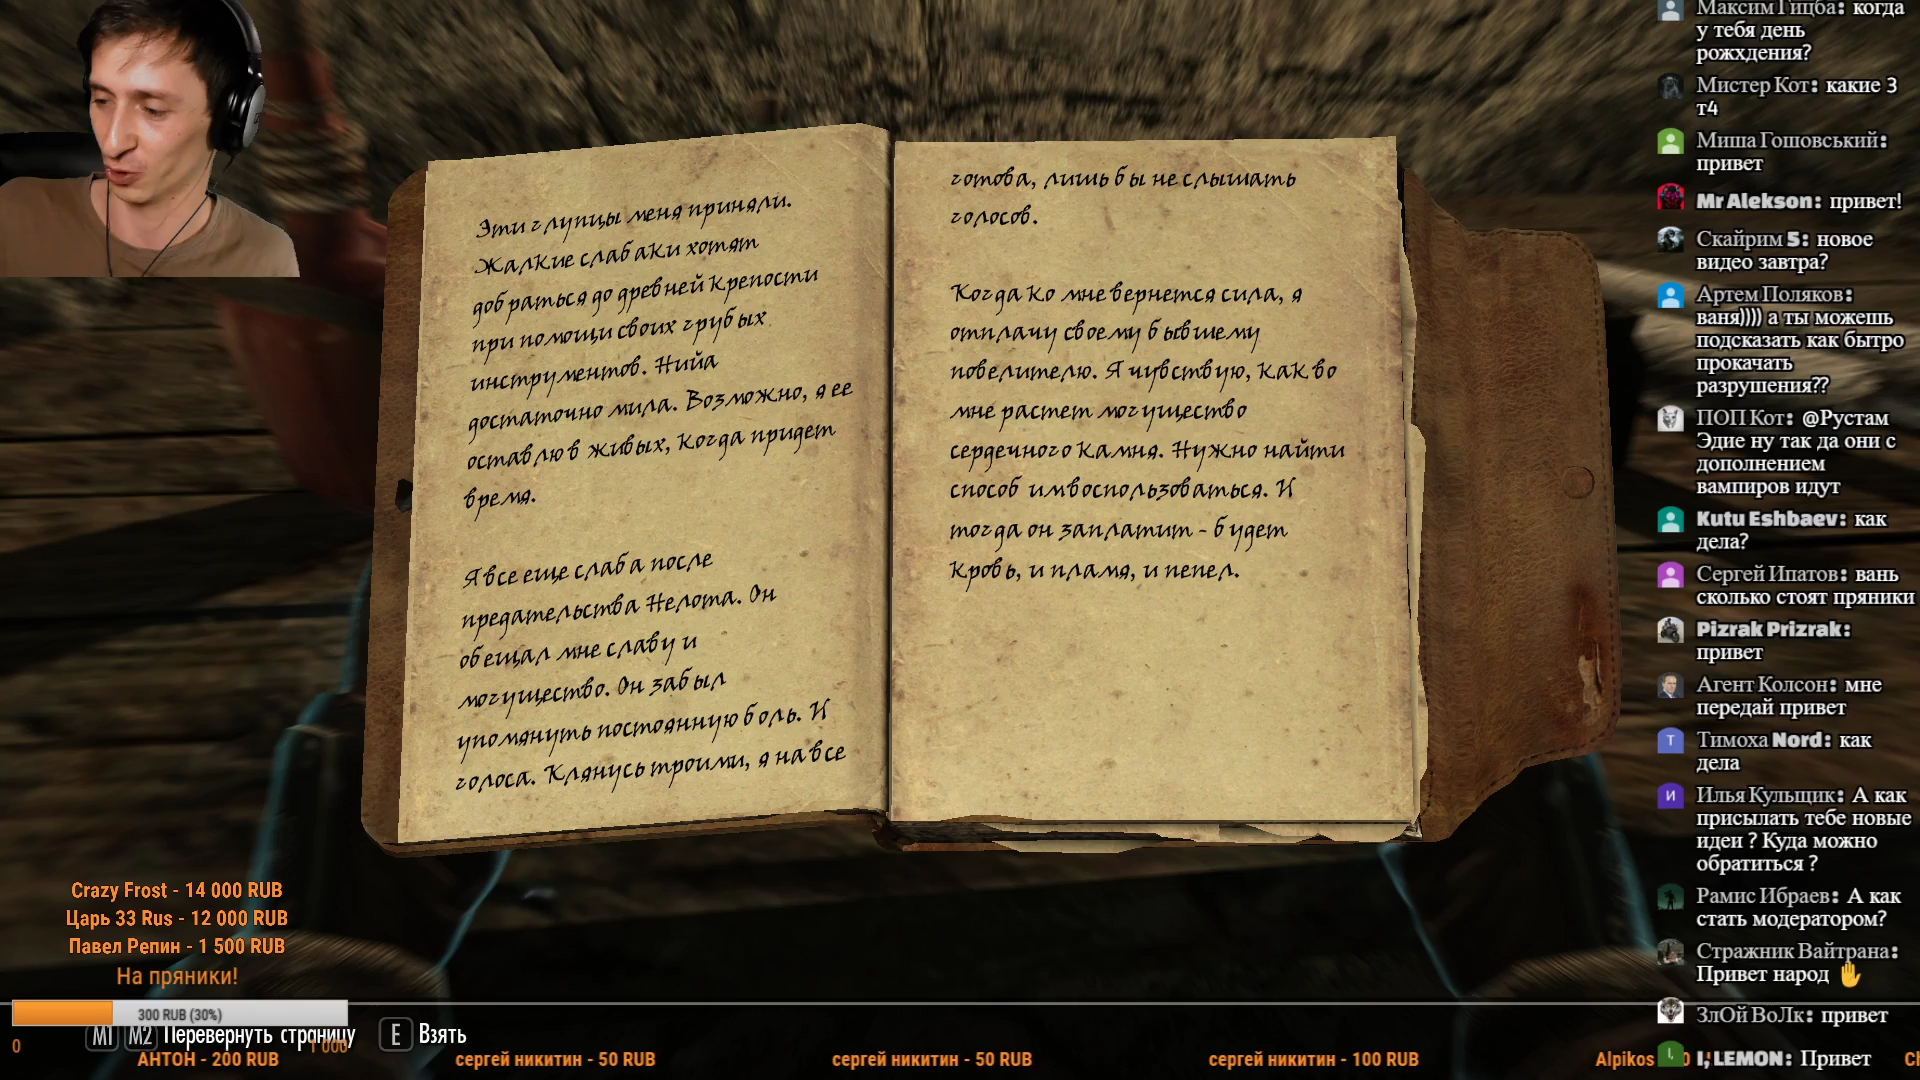 Эти глупцы меня приняли.
Жалкие слабаки хотят
добраться до древней крепости
при помощи своих грубых
инструментов. Нийа
достаточно мила. Возможно, я ее
оставлю в живых, когда придет
время.
Я все еще слаба после
предательства Нелота. Он
обещал мне славу и
могущество. Он забыл
упомянуть постоянную боль. И
голоса. Клянусь троими, я на все
готова, лишь бы не слышать
голосов.
Когда ко мне вернется сила, я
отплачу своему бывшему
повелителю. Я чувствую, как во
мне растет могущество
сердечного камня. Нужно найти
способ им воспользоваться. И
тогда он заплатит - будет
кровь, и пламя, и пепел.
Максим Гицба: когда
у тебя день
рожхдения?
Мистер Кот: какие 3
т4
Миша Гошовський:
привет
Mr Alekson: привет!
Скайрим 5: новое
видео завтра?
Артем Поляков:
ваня)))) а ты можешь
подсказать как бытро
прокачать
разрушения??
ПОП Кот: @Рустам
Эдие ну так да они с
дополнением
вампиров идут
Kutu Eshbaev: как
дела?
Сергей Ипатов: вань
сколько стоят пряники
Pizrak Prizrak:
привет
Агент Колсон: мне
передай привет
Т
Тимоха Nord: как
дела
И
Илья Кульщик: А как
присылать тебе новые
идеи ? Куда можно
обратиться ?
Рамис Ибраев: А как
стать модератором?
Стражник Вайтрана:
Привет народ ✋
ЗлОй ВоЛк: привет
I, LEMON: Привет
Crazy Frost - 14 000 RUB
Царь 33 Rus - 12 000 RUB
Павел Репин - 1 500 RUB
На пряники!
300 RUB (30%)
0
1 000
M1 M2 Перевернуть страницу
E Взять
АНТОН - 200 RUB
сергей никитин - 50 RUB
сергей никитин - 50 RUB
сергей никитин - 100 RUB
Alpikos